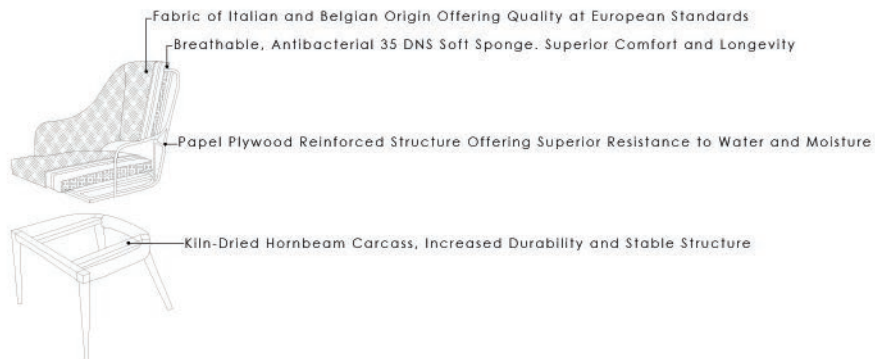 Fabric of Italian and Belgian Origin Offering Quality at European Standards
Breathable, Antibacterial 35 DNS Soft Sponge. Superior Comfort and Longevity
Papel Plywood Reinforced Structure Offering Superior Resistance to Water and Moisture
Kiln-Dried Hornbeam Carcass, Increased Durability and Stable Structure